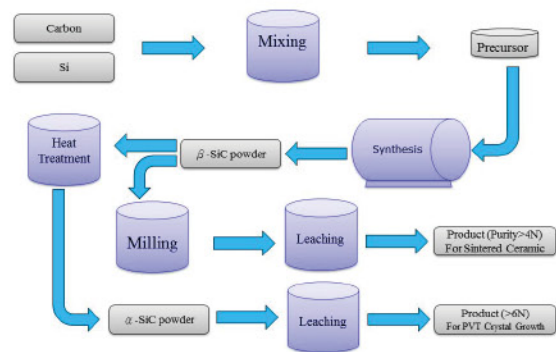 Carbon
Si
Mixing
Precursor
Heat
Treatment
β-SiC powder
Synthesis
Milling
Leaching
Product (Purity>4N)
For Sintered Ceramic
α-SiC powder
Leaching
Product (>6N)
For PVT Crystal Growth